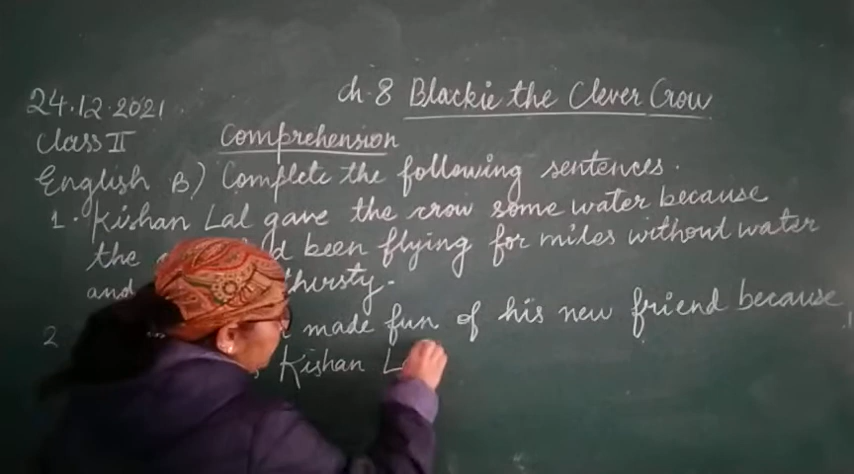 24.12.2021 ch. 8 Blackie the Clever Crow
Class II Comprehension
English B) Complete the following sentences.
1. Kishan Lal gave the crow some water because
the been flying for miles without water
and thirsty.
2 made fun of his new friend because
Kishan L